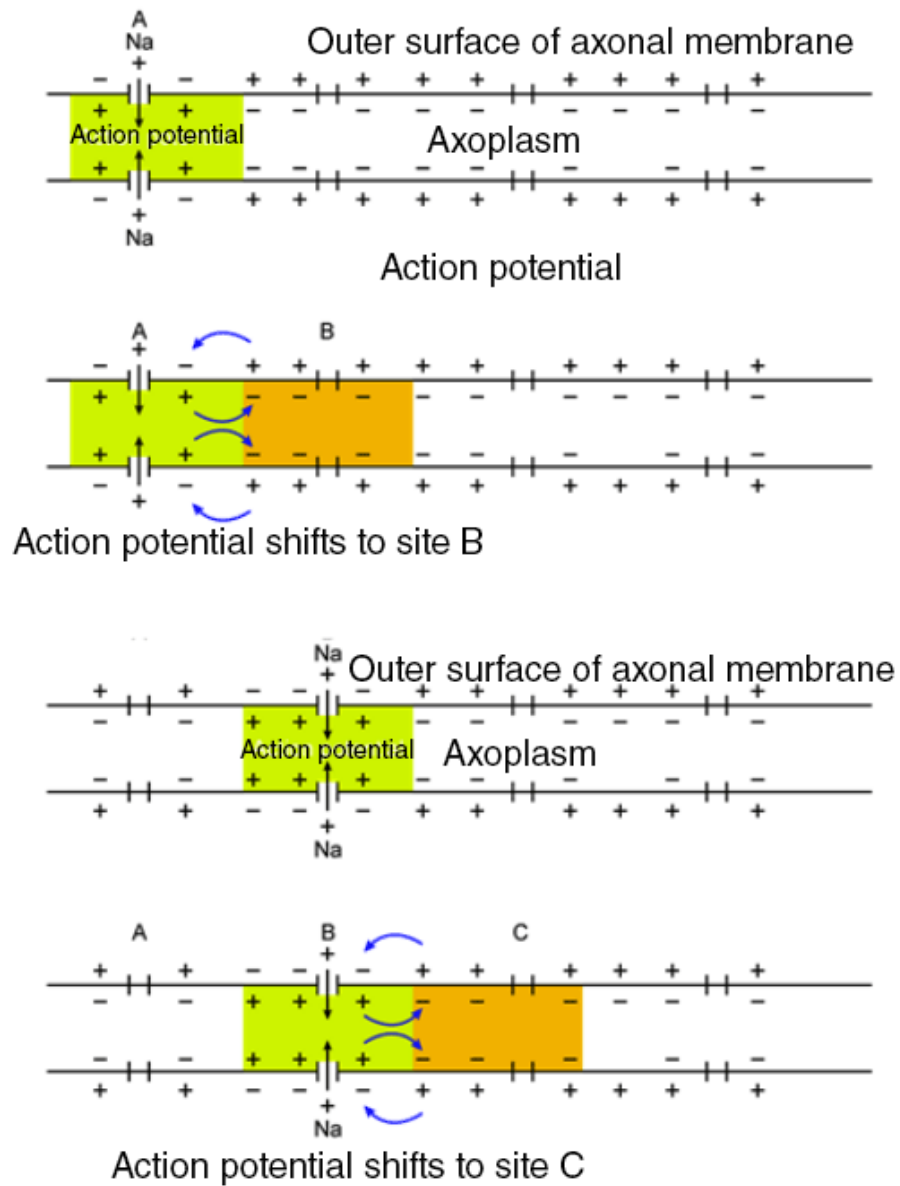 A
Na
+
Outer surface of axonal membrane
− − + + + + + + + + +
+ + − − − − − − −
Action potential
Axoplasm
+ + − − − − − − − −
− − + + + + + + + + +
+
Na
Action potential
A B
+
− − + + + + + + + + +
+ + − − − − − − − − −
+ + − − − − − − − −
− − + + + + + + + + +
+
Action potential shifts to site B
Na
+
Outer surface of axonal membrane
+ + − − − + + + + + +
− − + + + − − − − − −
Action potential
Axoplasm
− − + + + − − − − −
+ + − − − + + + + + +
+
Na
A B C
+
+ + − − − + + + + + +
− − + + + − − − − − −
− − + + + − − − − −
+ + − − − + + + + + +
+
Na
Action potential shifts to site C